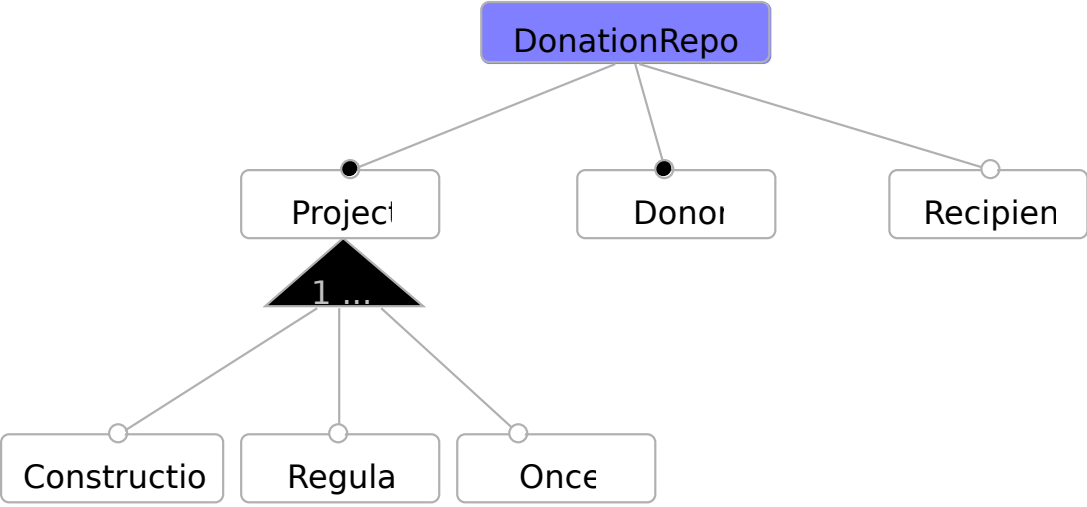 DonationRepo
Project
Donor
Recipien
1 ...
Constructio
Regula
Once